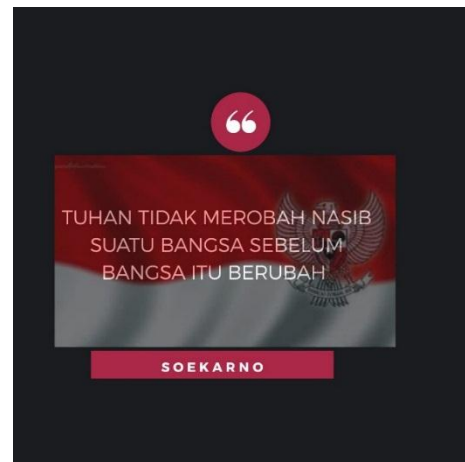 TUHAN TIDAK MEROBAH NASIB
SUATU BANGSA SEBELUM
BANGSA ITU BERUBAH
SOEKARNO